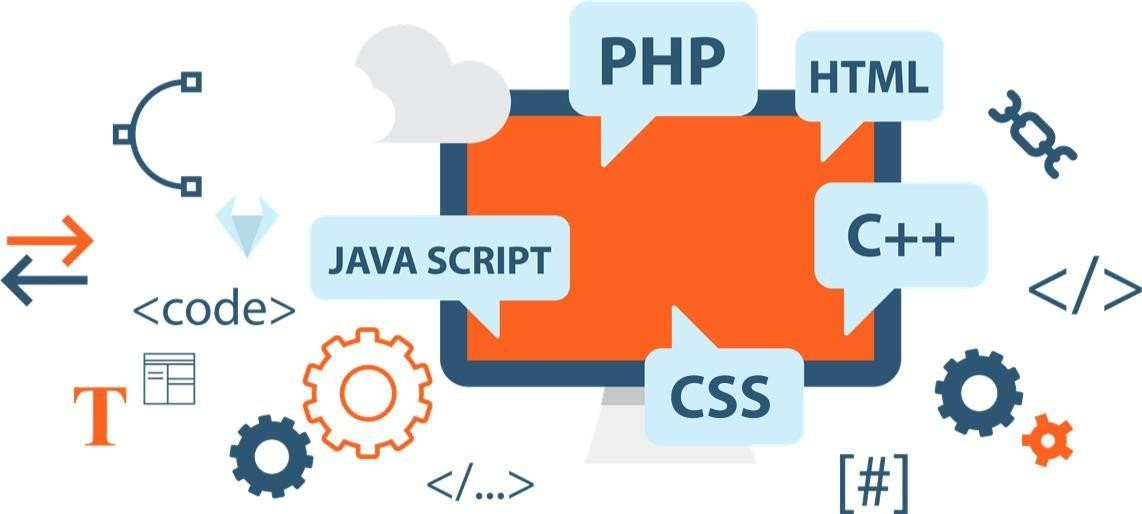 PHP
HTML
C++
JAVA SCRIPT
</>
<code>
T
CSS
</...>
[#]